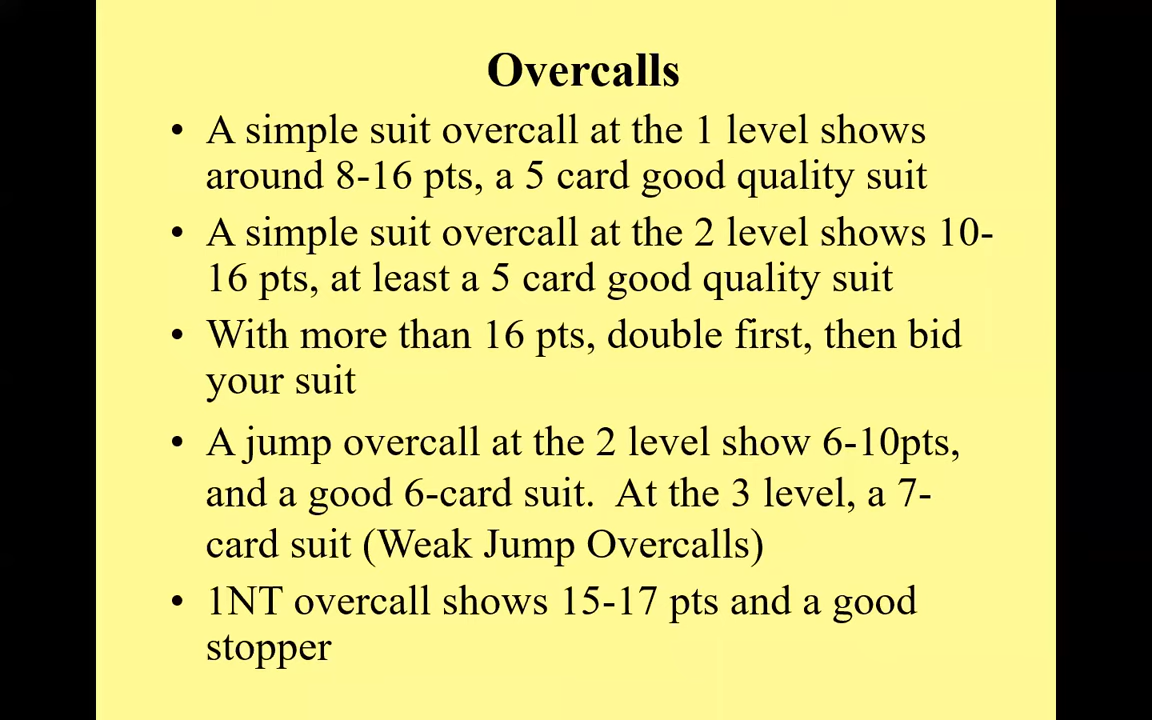 Overcalls
• A simple suit overcall at the 1 level shows
around 8-16 pts, a 5 card good quality suit
• A simple suit overcall at the 2 level shows 10-
16 pts, at least a 5 card good quality suit
• With more than 16 pts, double first, then bid
your suit
• A jump overcall at the 2 level show 6-10pts,
and a good 6-card suit.  At the 3 level, a 7-
card suit (Weak Jump Overcalls)
• 1NT overcall shows 15-17 pts and a good
stopper